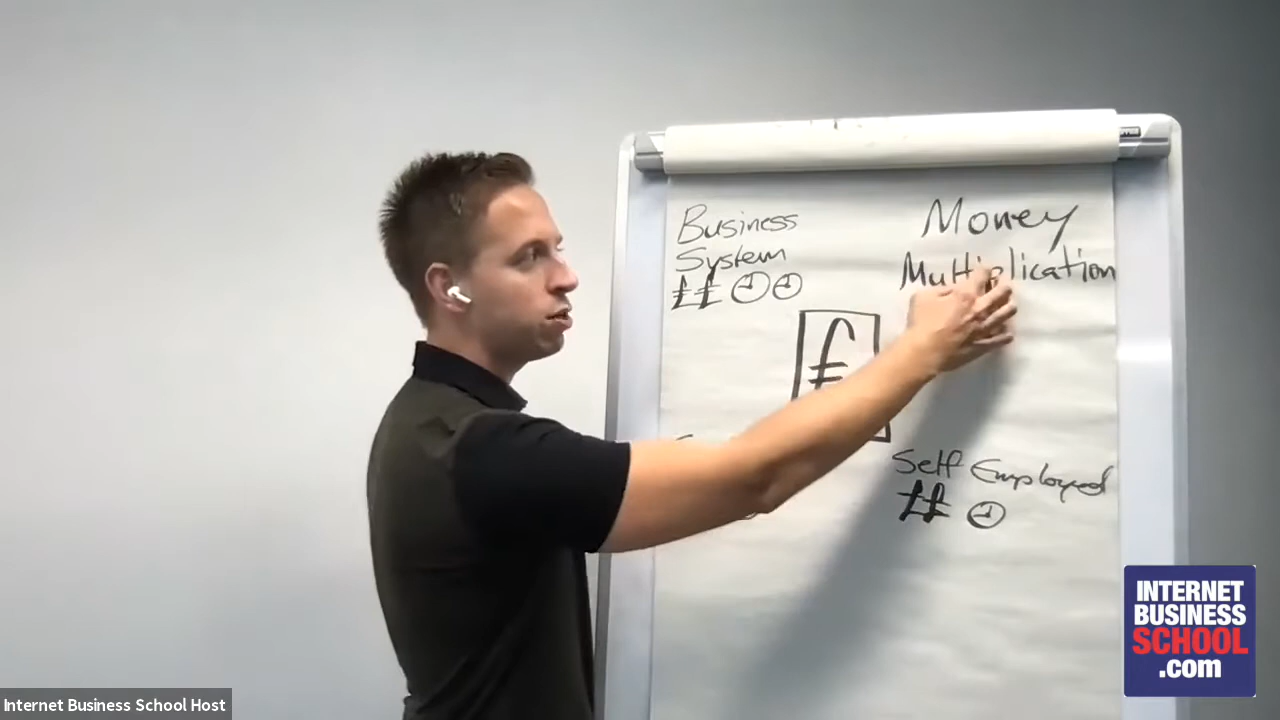 Business
System
££
Money
Multiplication
£
Self Employed
££
INTERNET
BUSINESS
SCHOOL
.com
Internet Business School Host